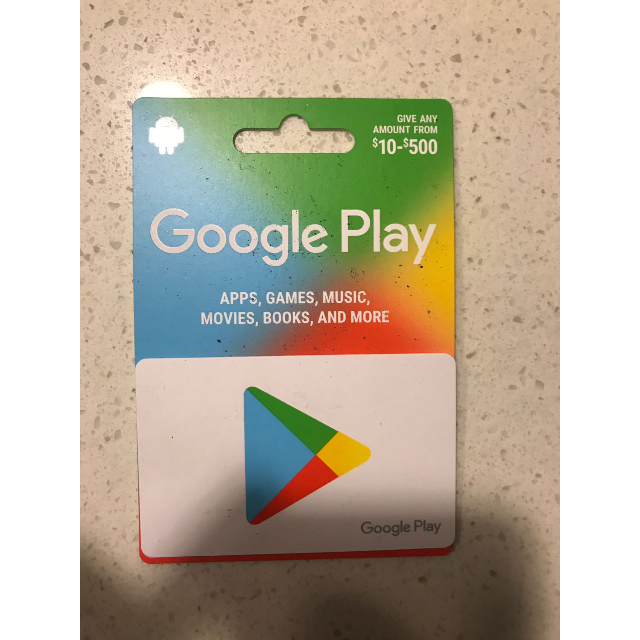 GIVE ANY
AMOUNT FROM
$10-$500
Google Play
APPS, GAMES, MUSIC,
MOVIES, BOOKS, AND MORE
Google Play